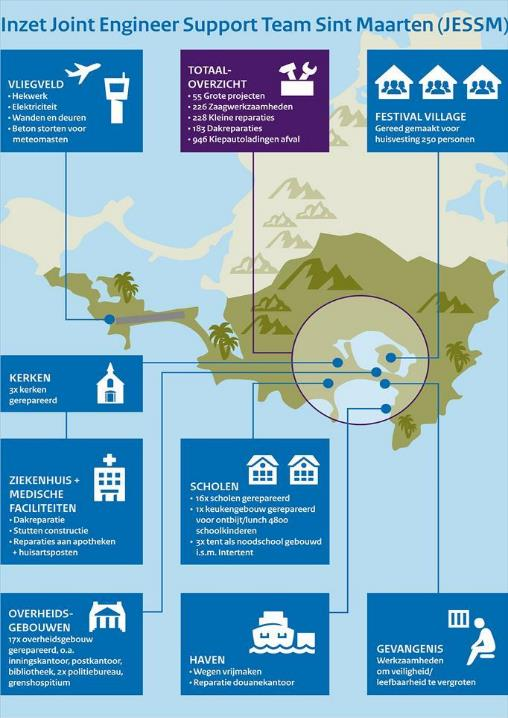 Inzet Joint Engineer Support Team Sint Maarten (JESSM)
VLIEGVELD
• Hekwerk
• Elektriciteit
• Wanden en deuren
• Beton storten voor
meteomasten
TOTAAL-
OVERZICHT
• 55 Grote projecten
• 226 Zaagwerkzaamheden
• 228 Kleine reparaties
• 183 Dakreparaties
• 946 Kiepautoladingen afval
FESTIVAL VILLAGE
Gereed gemaakt voor
huisvesting 250 personen
KERKEN
3x kerken
gerepareerd
ZIEKENHUIS +
MEDISCHE
FACILITEITEN
• Dakreparatie
• Stutten constructie
• Reparaties aan apotheken
+ huisartsposten
SCHOLEN
• 16x scholen gerepareerd
• 1x keukengebouw gerepareerd
voor ontbijt/lunch 4800
schoolkinderen
• 3x tent als noodschool gebouwd
i.s.m. Intertent
OVERHEIDS-
GEBOUWEN
17x overheidsgebouw
gerepareerd, o.a.
inningskantoor, postkantoor,
bibliotheek, 2x politiebureau,
grenshospitium
HAVEN
• Wegen vrijmaken
• Reparatie douanekantoor
GEVANGENIS
Werkzaamheden
om veiligheid/
leefbaarheid te vergroten